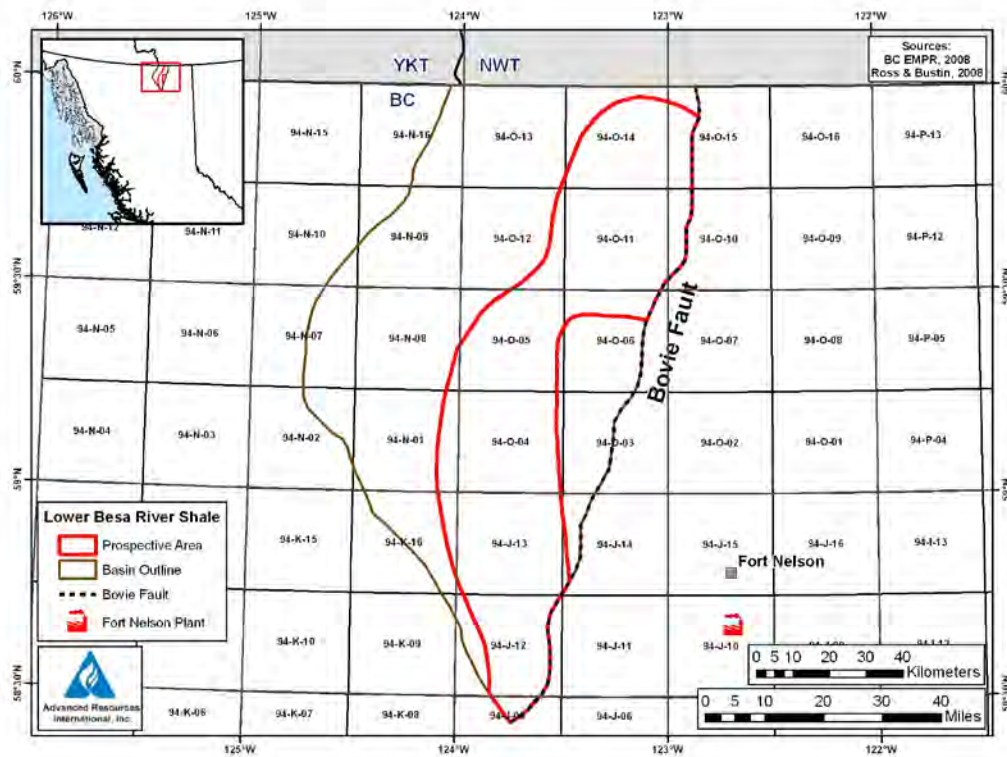 126°W 125°W 124°W 123°W 122°W
Sources:
BC EMPR, 2008
Ross & Bustin, 2008
60°N
YKT NWT
BC
94-N-15 94-N-16 94-O-13 94-O-14 94-O-15 94-O-16 94-P-13
94-N-12 94-N-11 94-N-10 94-N-09 94-O-12 94-O-11 94-O-10 94-O-09 94-P-12
Bovie Fault
94-N-05 94-N-06 94-N-07 94-N-08 94-O-05 94-O-06 94-O-07 94-O-08 94-P-05
94-N-04 94-N-03 94-N-02 94-N-01 94-O-04 94-O-03 94-O-02 94-O-01 94-P-04
59°N
Lower Besa River Shale
Prospective Area
Basin Outline
Bovie Fault
Fort Nelson Plant
94-K-15 94-K-16 94-J-13 94-J-14 94-J-15 94-J-16 94-I-13
Fort Nelson
94-K-10 94-K-09 94-J-12 94-J-11 94-J-10
0 5 10 20 30 40
Kilometers
58°30'N
Advanced Resources
International, Inc.
94-K-06 94-K-07 94-K-08 94-J-06
0 5 10 20 30 40
Miles
125°W 124°W 123°W 122°W